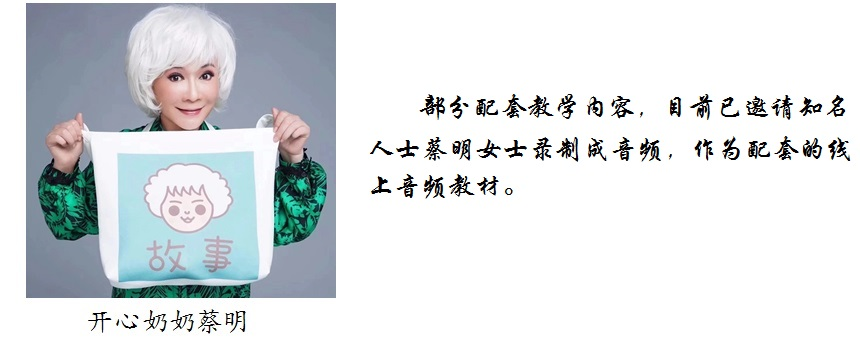 故事
开心奶奶蔡明
部分配套教学内容，目前已邀请知名
人士蔡明女士录制成音频，作为配套的线
上音频教材。